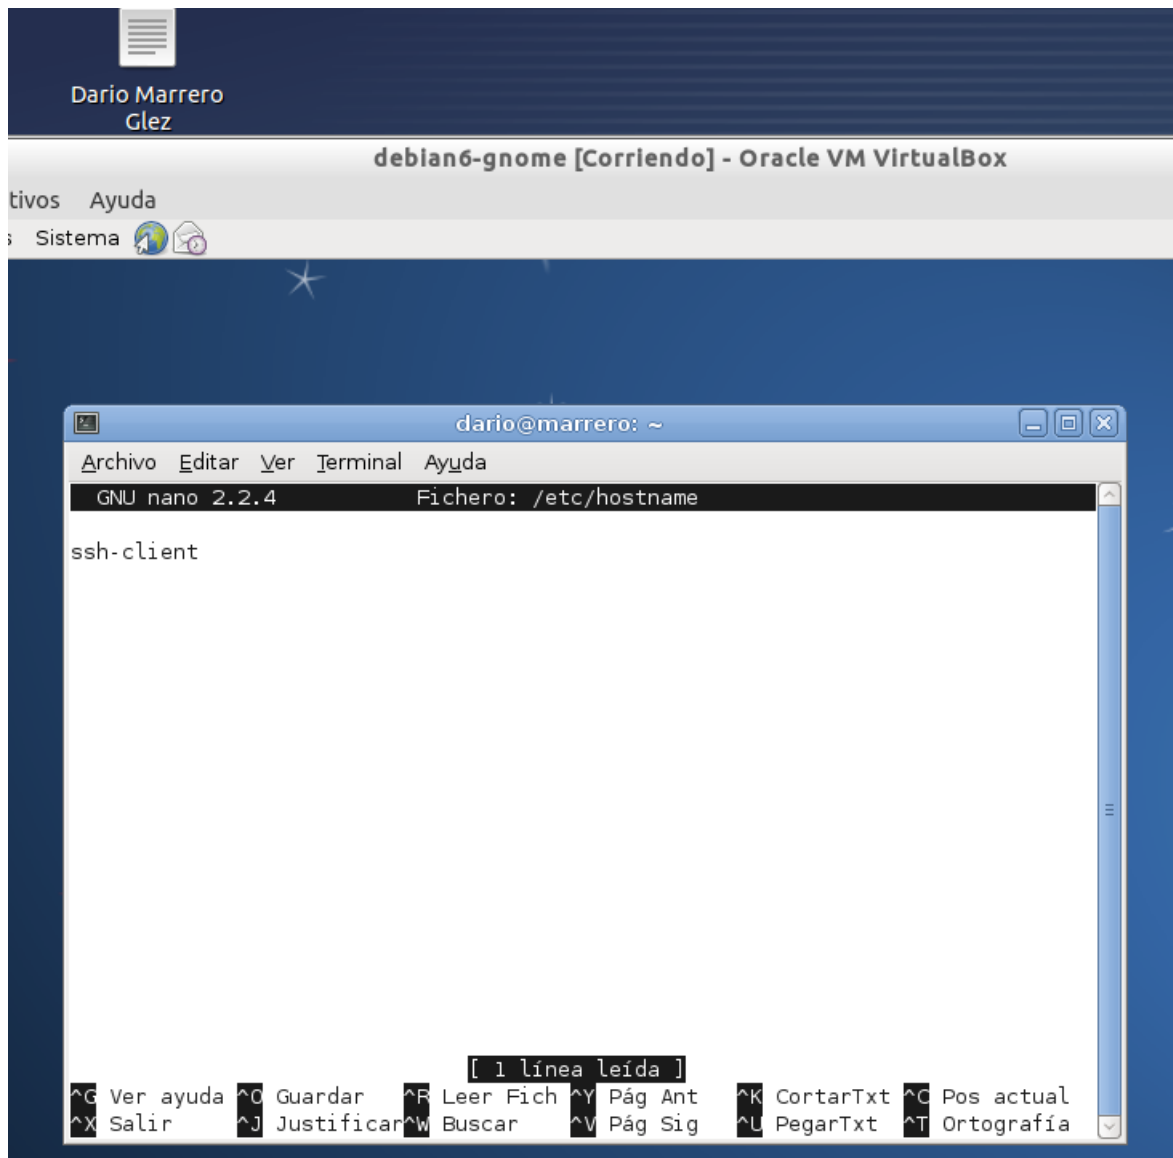 Dario Marrero
Glez
debian6-gnome [Corriendo] - Oracle VM VirtualBox
tivos Ayuda
s Sistema
dario@marrero: ~
Archivo Editar Ver Terminal Ayuda
GNU nano 2.2.4 Fichero: /etc/hostname
ssh-client
[ 1 línea leída ]
^G Ver ayuda ^O Guardar ^R Leer Fich ^Y Pág Ant ^K CortarTxt ^C Pos actual
^X Salir ^J Justificar ^W Buscar ^V Pág Sig ^U PegarTxt ^T Ortografía